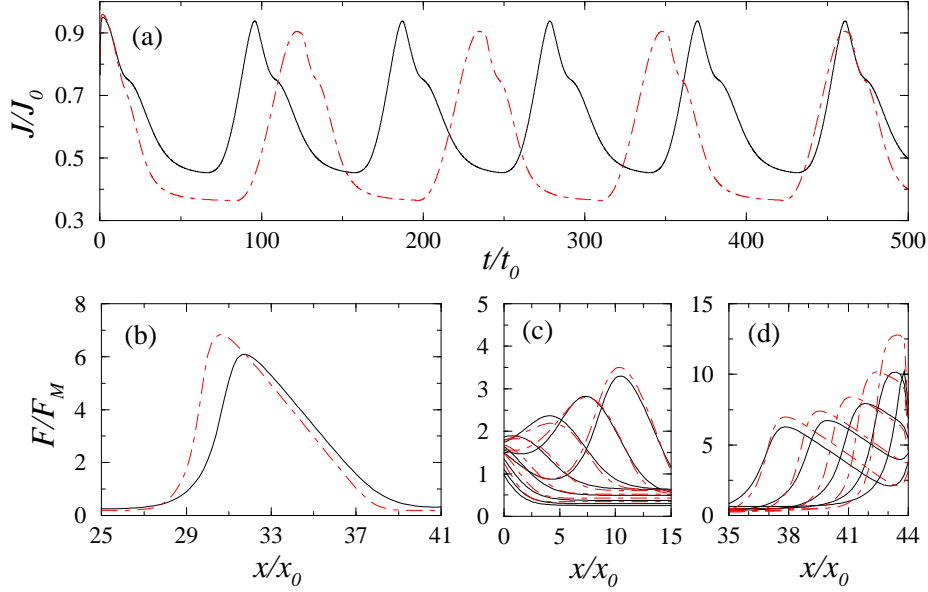 (a)
J/J₀
0.9
0.7
0.5
0.3
0 100 200 300 400 500
t/t₀
(b)
F/F_M
8
6
4
2
0
25 29 33 37 41
x/x₀
(c)
5
4
3
2
1
0
0 5 10 15
x/x₀
(d)
15
10
5
0
35 38 41 44
x/x₀